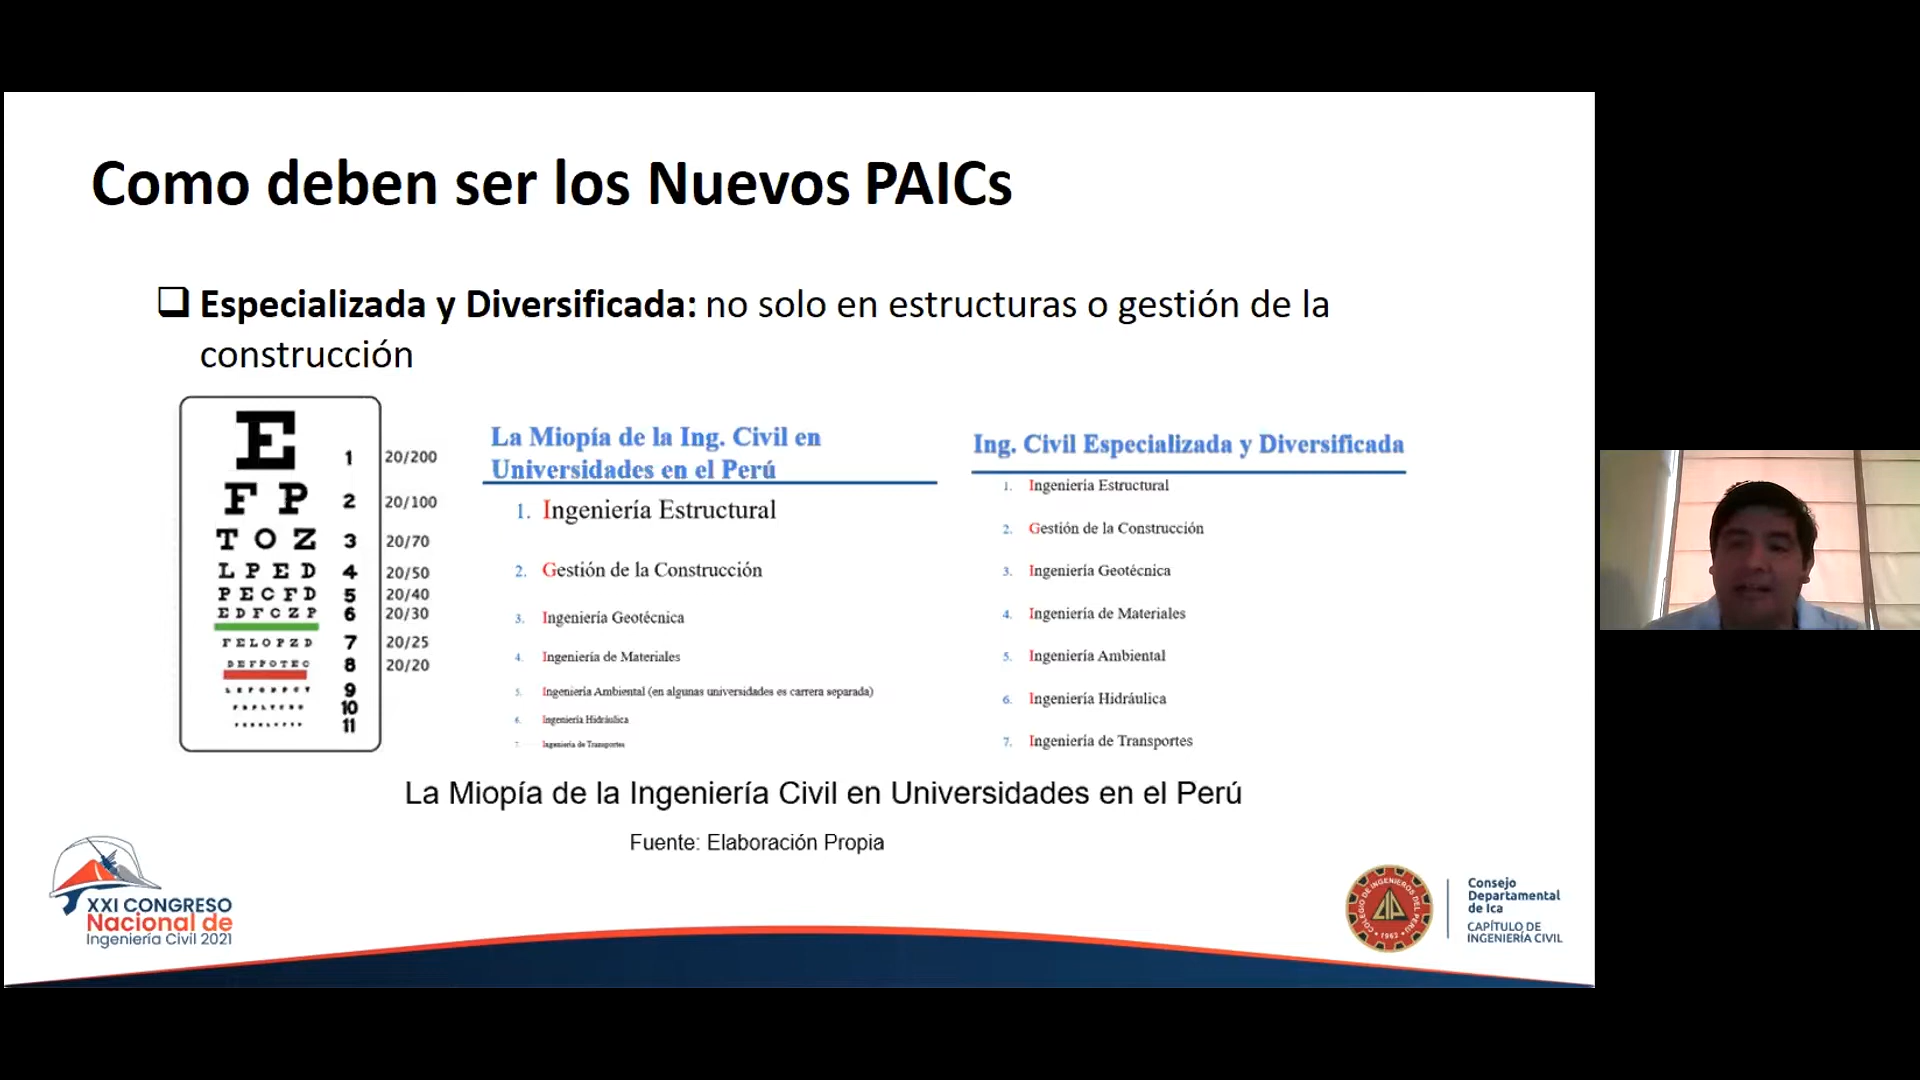 Como deben ser los Nuevos PAICs
Especializada y Diversificada: no solo en estructuras o gestión de la
construcción
E 1 20/200
F P 2 20/100
T O Z 3 20/70
L P E D 4 20/50
P E C F D 5 20/40
E D F C Z P 6 20/30
F E L O P Z D 7 20/25
D E F P O T E C 8 20/20
9
10
11
La Miopía de la Ing. Civil en
Universidades en el Perú
1. Ingeniería Estructural
2. Gestión de la Construcción
3. Ingeniería Geotécnica
4. Ingeniería de Materiales
5. Ingeniería Ambiental (en algunas universidades es carrera separada)
6. Ingeniería Hidráulica
7. Ingeniería de Transportes
Ing. Civil Especializada y Diversificada
1. Ingeniería Estructural
2. Gestión de la Construcción
3. Ingeniería Geotécnica
4. Ingeniería de Materiales
5. Ingeniería Ambiental
6. Ingeniería Hidráulica
7. Ingeniería de Transportes
La Miopía de la Ingeniería Civil en Universidades en el Perú
Fuente: Elaboración Propia
XXI CONGRESO
Nacional de
Ingeniería Civil 2021
COLEGIO DE INGENIEROS DEL PERU
CIP
1962
Consejo
Departamental
de Ica
CAPÍTULO DE
INGENIERÍA CIVIL